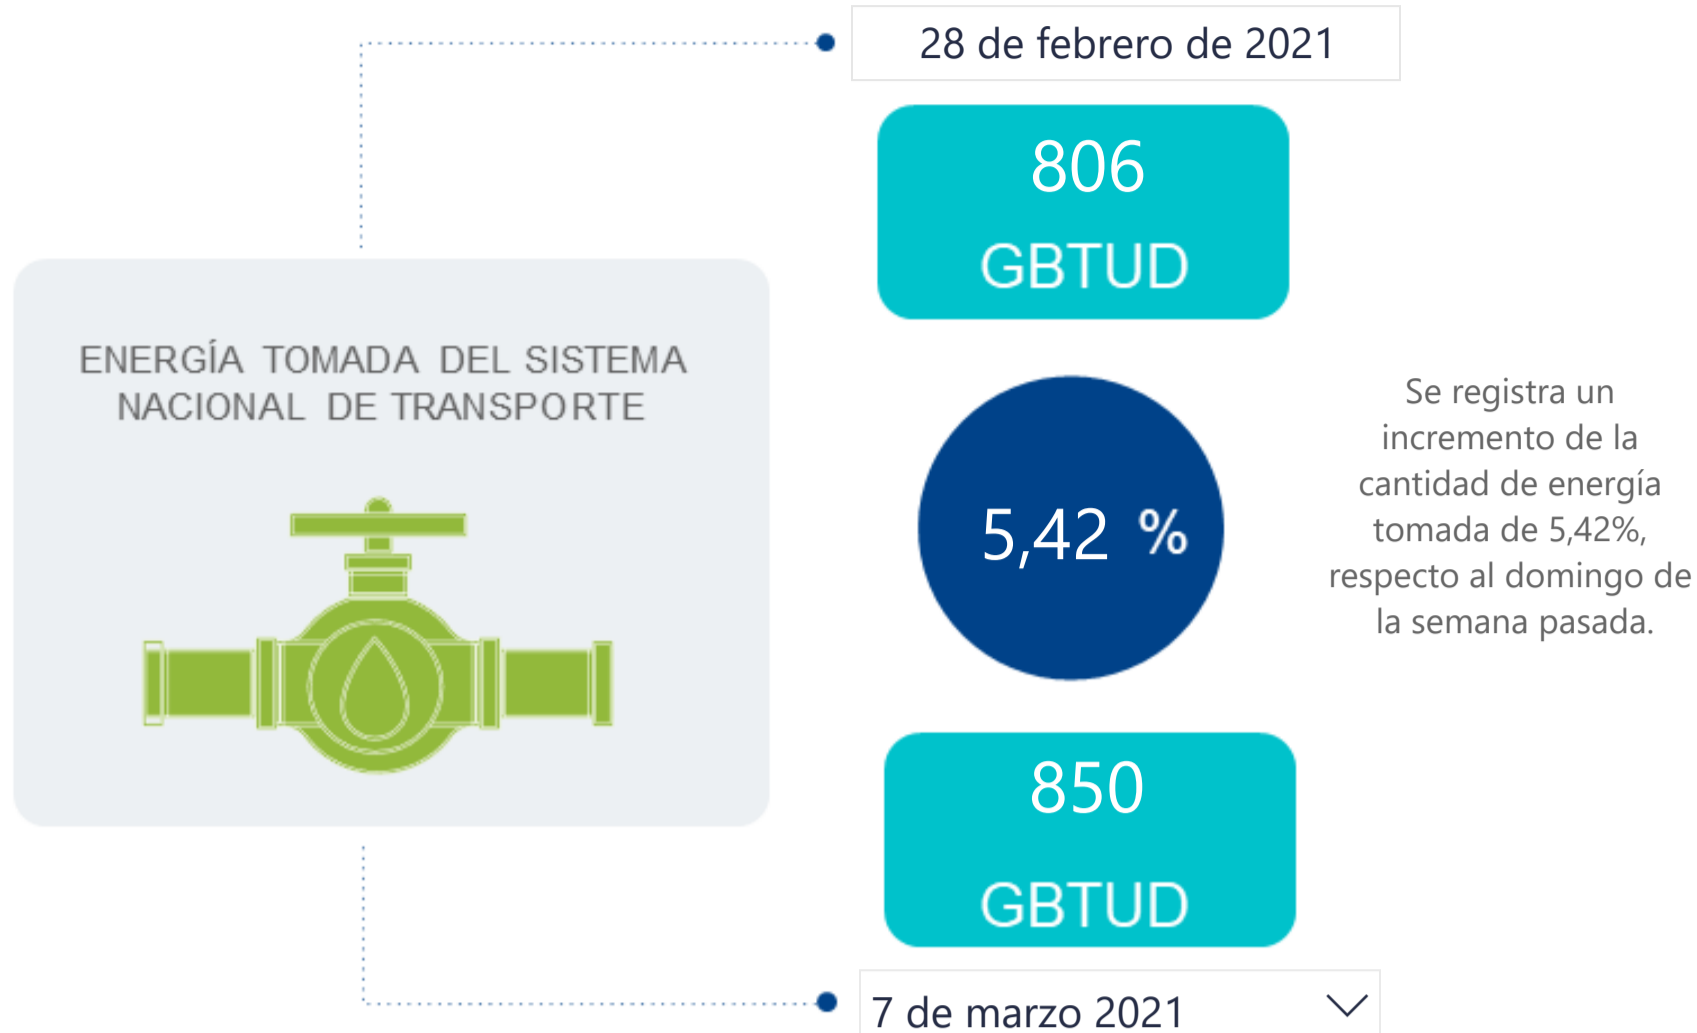 28 de febrero de 2021
806
GBTUD
ENERGÍA TOMADA DEL SISTEMA
NACIONAL DE TRANSPORTE
5,42 %
Se registra un
incremento de la
cantidad de energía
tomada de 5,42%,
respecto al domingo de
la semana pasada.
850
GBTUD
7 de marzo 2021